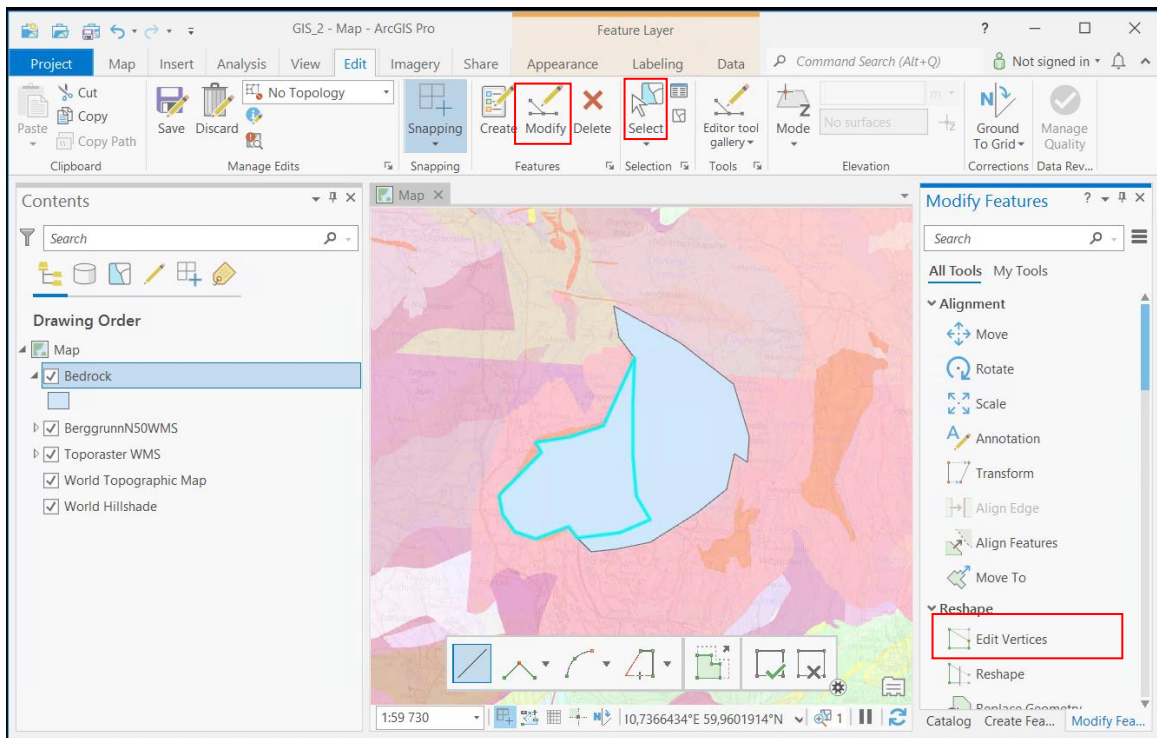 GIS_2 - Map - ArcGIS Pro
Feature Layer
?
Project Map Insert Analysis View Edit Imagery Share Appearance Labeling Data Command Search (Alt+Q) Not signed in
Paste
Cut
Copy
Copy Path
Clipboard
Save Discard
No Topology
Manage Edits
Snapping
Snapping
Create Modify Delete
Features
Select
Selection
Editor tool
gallery
Tools
Z
Mode
m
No surfaces
Elevation
Ground
To Grid
Corrections
Manage
Quality
Data Rev...
Contents
Search
Drawing Order
Map
Bedrock
BerggrunnN50WMS
Toporaster WMS
World Topographic Map
World Hillshade
Map
1:59 730
10,7366434°E 59,9601914°N
1
Modify Features ?
Search
All Tools My Tools
Alignment
Move
Rotate
Scale
Annotation
Transform
Align Edge
Align Features
Move To
Reshape
Edit Vertices
Reshape
Replace Geometry
Catalog Create Fea... Modify Fea...